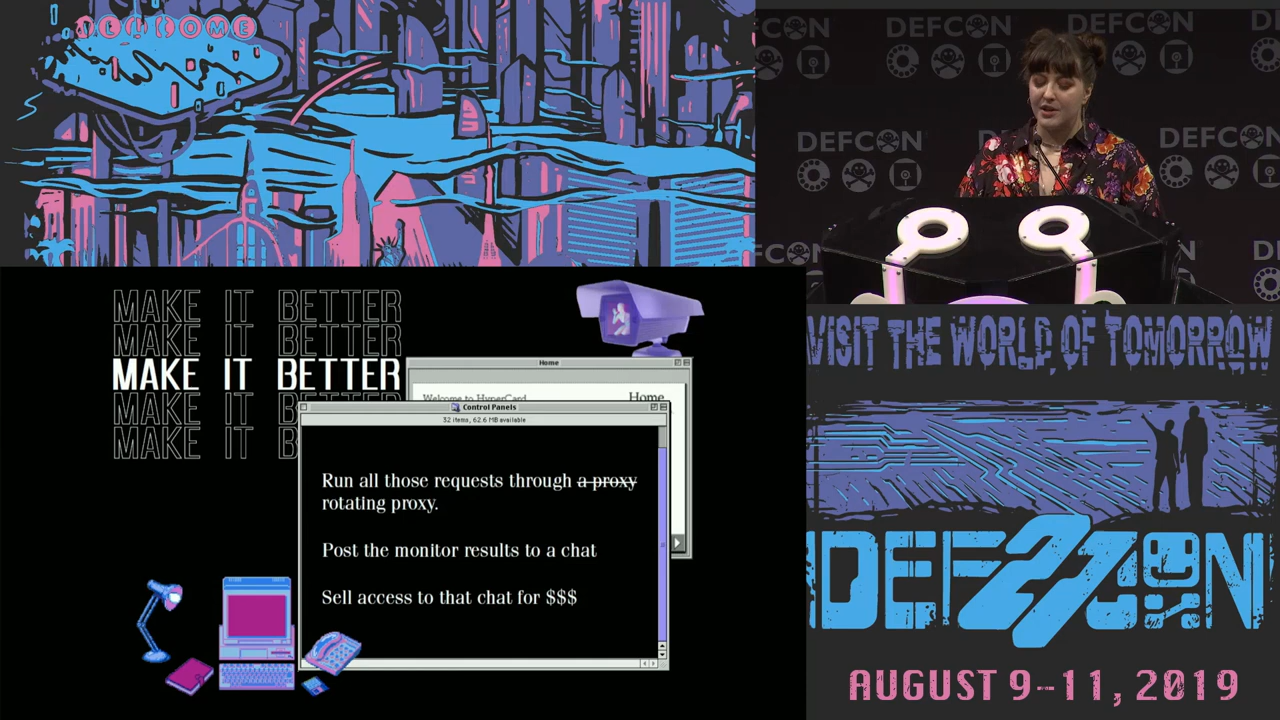 WELCOME
DEFCON
DEFCON
DEFCON
DEFCON
DEFCON
MAKE IT BETTER
MAKE IT BETTER
MAKE IT BETTER
MAKE IT BETTER
MAKE IT B
Home
Welcome to HyperCard
Home
Control Panels
32 items, 62.6 MB available
Run all those requests through a proxy
rotating proxy.
Post the monitor results to a chat
Sell access to that chat for $$$
VISIT THE WORLD OF TOMORROW
DEF27CON
AUGUST 9-11, 2019